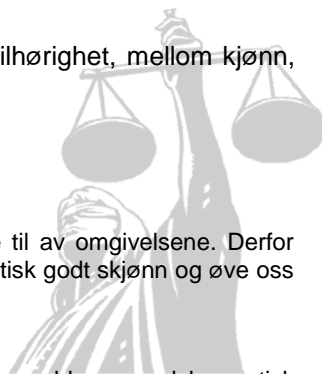 ilhørighet, mellom kjønn,
til av omgivelsene. Derfor
tisk godt skjønn og øve oss